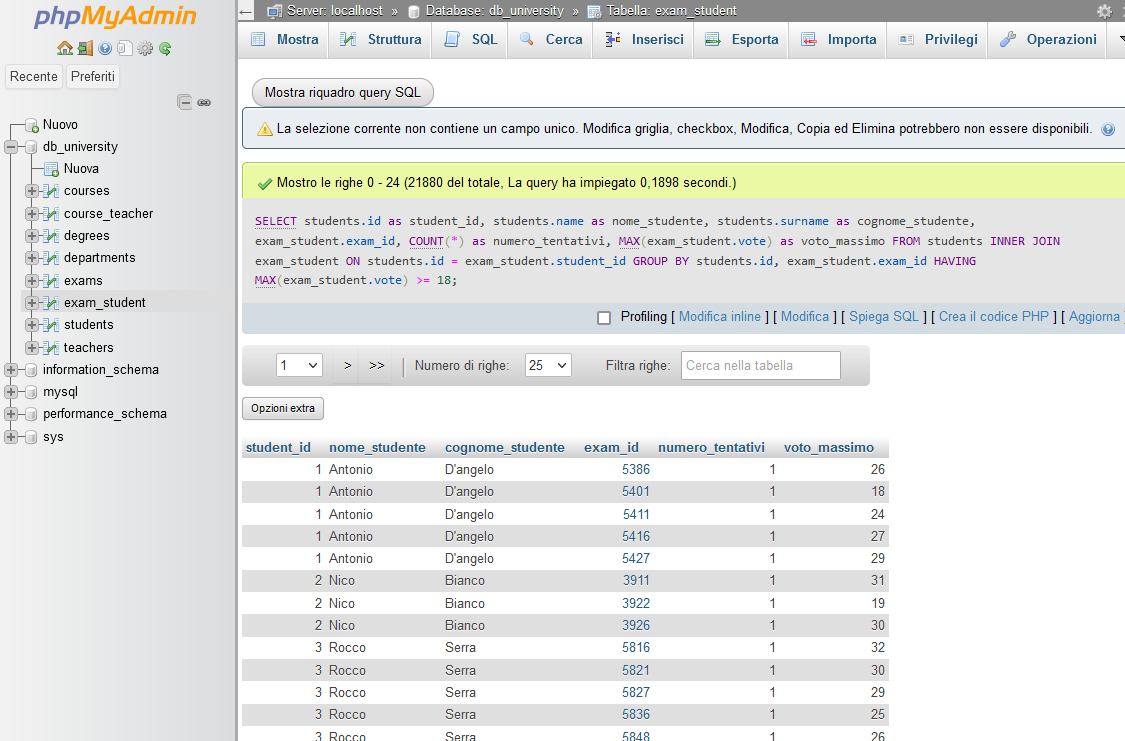 phpMyAdmin
Recente Preferiti
Nuovo
db_university
Nuova
courses
course_teacher
degrees
departments
exams
exam_student
students
teachers
information_schema
mysql
performance_schema
sys
Server: localhost » Database: db_university » Tabella: exam_student
Mostra Struttura SQL Cerca Inserisci Esporta Importa Privilegi Operazioni
Mostra riquadro query SQL
La selezione corrente non contiene un campo unico. Modifica griglia, checkbox, Modifica, Copia ed Elimina potrebbero non essere disponibili.
Mostro le righe 0 - 24 (21880 del totale, La query ha impiegato 0,1898 secondi.)
SELECT students.id as student_id, students.name as nome_studente, students.surname as cognome_studente,
exam_student.exam_id, COUNT(*) as numero_tentativi, MAX(exam_student.vote) as voto_massimo FROM students INNER JOIN
exam_student ON students.id = exam_student.student_id GROUP BY students.id, exam_student.exam_id HAVING
MAX(exam_student.vote) >= 18;
Profiling [ Modifica inline ] [ Modifica ] [ Spiega SQL ] [ Crea il codice PHP ] [ Aggiorna ]
1 > >> | Numero di righe: 25 Filtra righe: Cerca nella tabella
Opzioni extra
student_id nome_studente cognome_studente exam_id numero_tentativi voto_massimo
1 Antonio D'angelo 5386 1 26
1 Antonio D'angelo 5401 1 18
1 Antonio D'angelo 5411 1 24
1 Antonio D'angelo 5416 1 27
1 Antonio D'angelo 5427 1 29
2 Nico Bianco 3911 1 31
2 Nico Bianco 3922 1 19
2 Nico Bianco 3926 1 30
3 Rocco Serra 5816 1 32
3 Rocco Serra 5821 1 30
3 Rocco Serra 5827 1 29
3 Rocco Serra 5836 1 25
3 Rocco Serra 5848 1 26